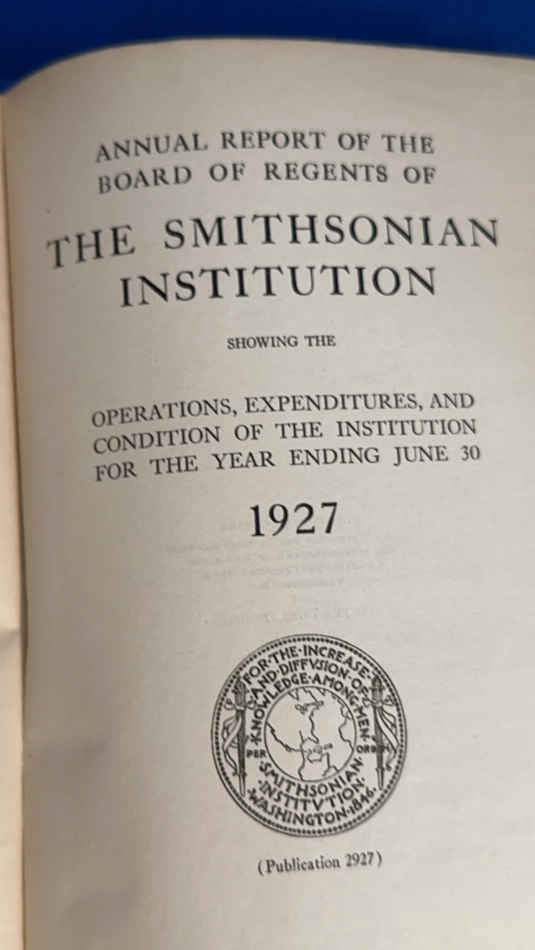 ANNUAL REPORT OF THE
BOARD OF REGENTS OF
THE SMITHSONIAN
INSTITUTION
SHOWING THE
OPERATIONS, EXPENDITURES, AND
CONDITION OF THE INSTITUTION
FOR THE YEAR ENDING JUNE 30
1927
FOR·THE·INCREASE
·AND·DIFFVSION·OF·
·KNOWLEDGE·AMONG·MEN·
PER ORBEM
·SMITHSONIAN·
·INSTITVTION·
·WASHINGTON·1846·
(Publication 2927)